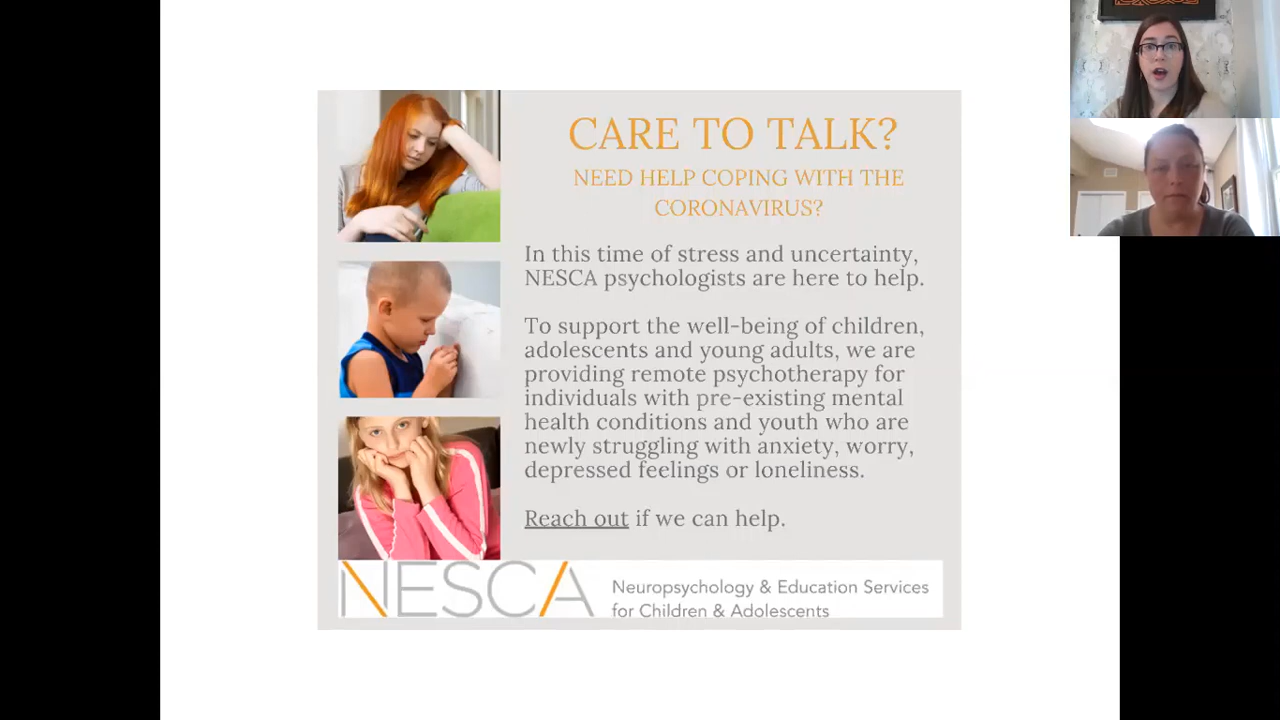 CARE TO TALK?
NEED HELP COPING WITH THE
CORONAVIRUS?
In this time of stress and uncertainty,
NESCA psychologists are here to help.
To support the well-being of children,
adolescents and young adults, we are
providing remote psychotherapy for
individuals with pre-existing mental
health conditions and youth who are
newly struggling with anxiety, worry,
depressed feelings or loneliness.
Reach out if we can help.
NESCA
Neuropsychology & Education Services
for Children & Adolescents